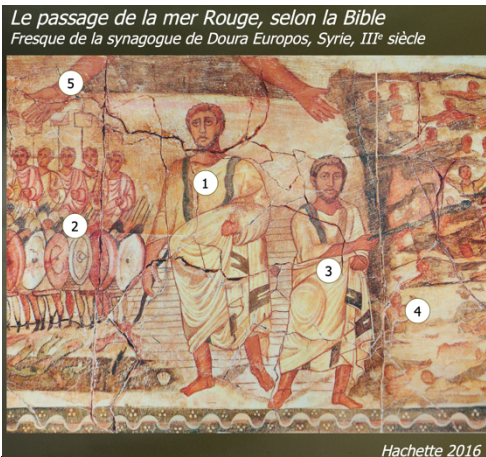 Le passage de la mer Rouge, selon la Bible
Fresque de la synagogue de Doura Europos, Syrie, IIIe siècle
5
1
2
3
4
Hachette 2016